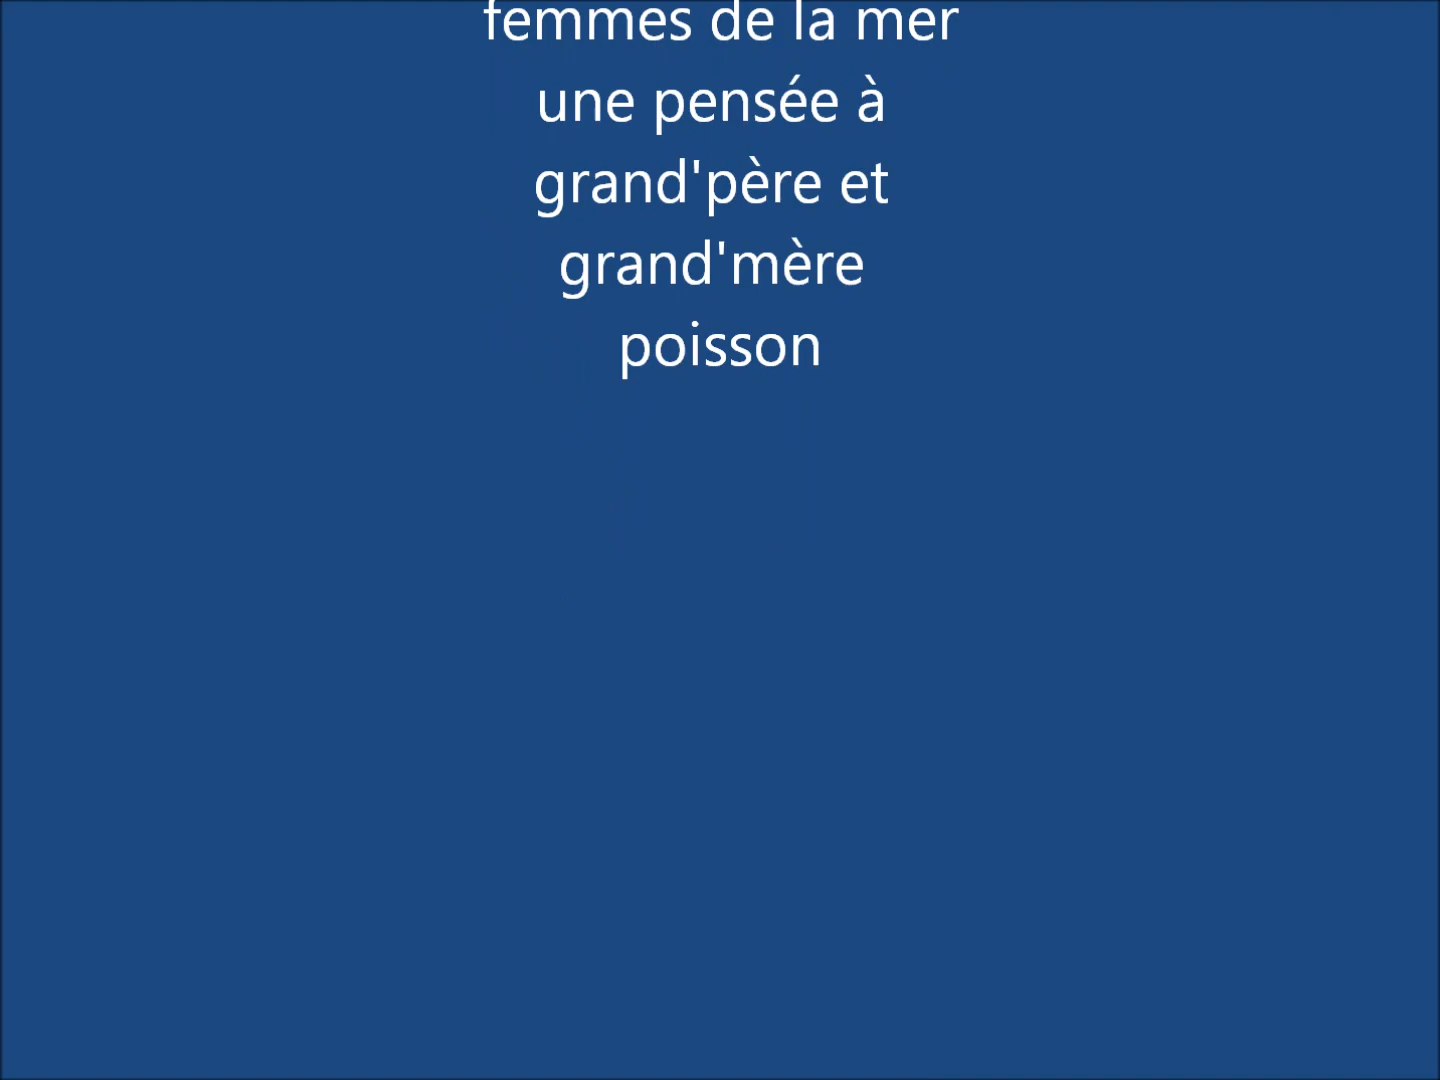 femmes de la mer
une pensée à
grand'père et
grand'mère
poisson